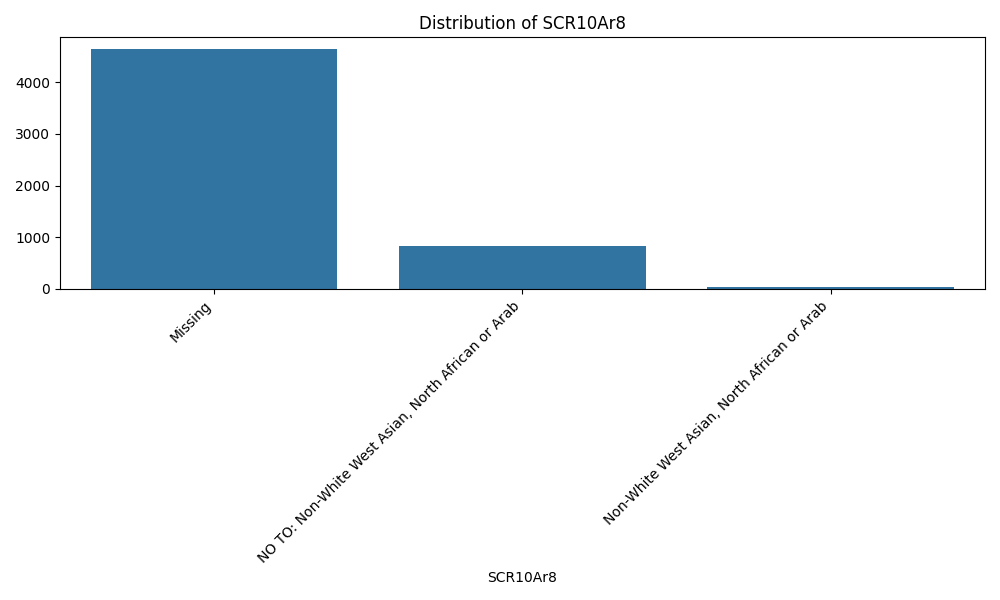 Distribution of SCR10Ar8
4000
3000
2000
1000
0
Missing
NO TO: Non-White West Asian, North African or Arab
Non-White West Asian, North African or Arab
SCR10Ar8